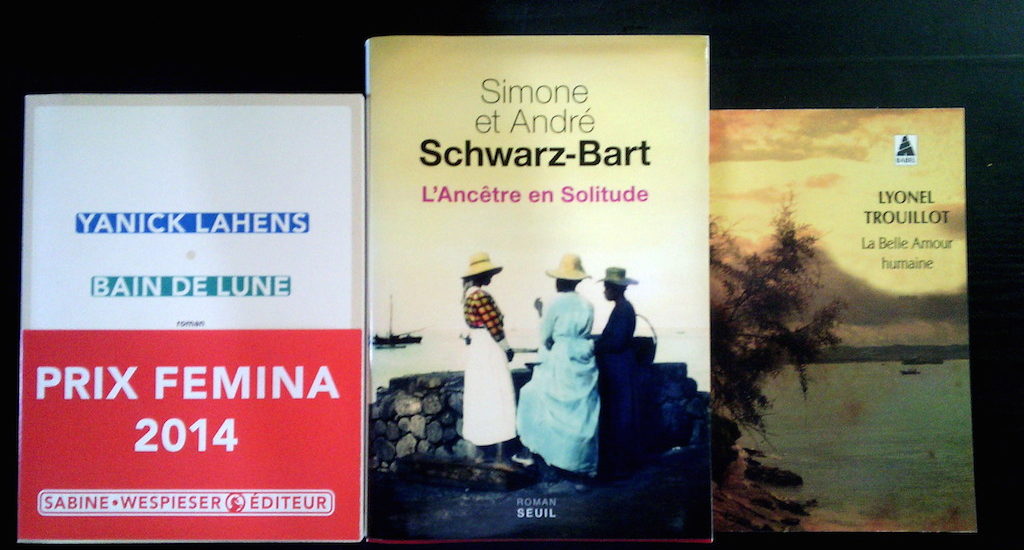 YANICK LAHENS
BAIN DE LUNE
roman
PRIX FEMINA
2014
SABINE • WESPIESER ÉDITEUR
Simone
et André
Schwarz-Bart
L'Ancêtre en Solitude
ROMAN
SEUIL
BABEL
LYONEL
TROUILLOT
La Belle Amour
humaine